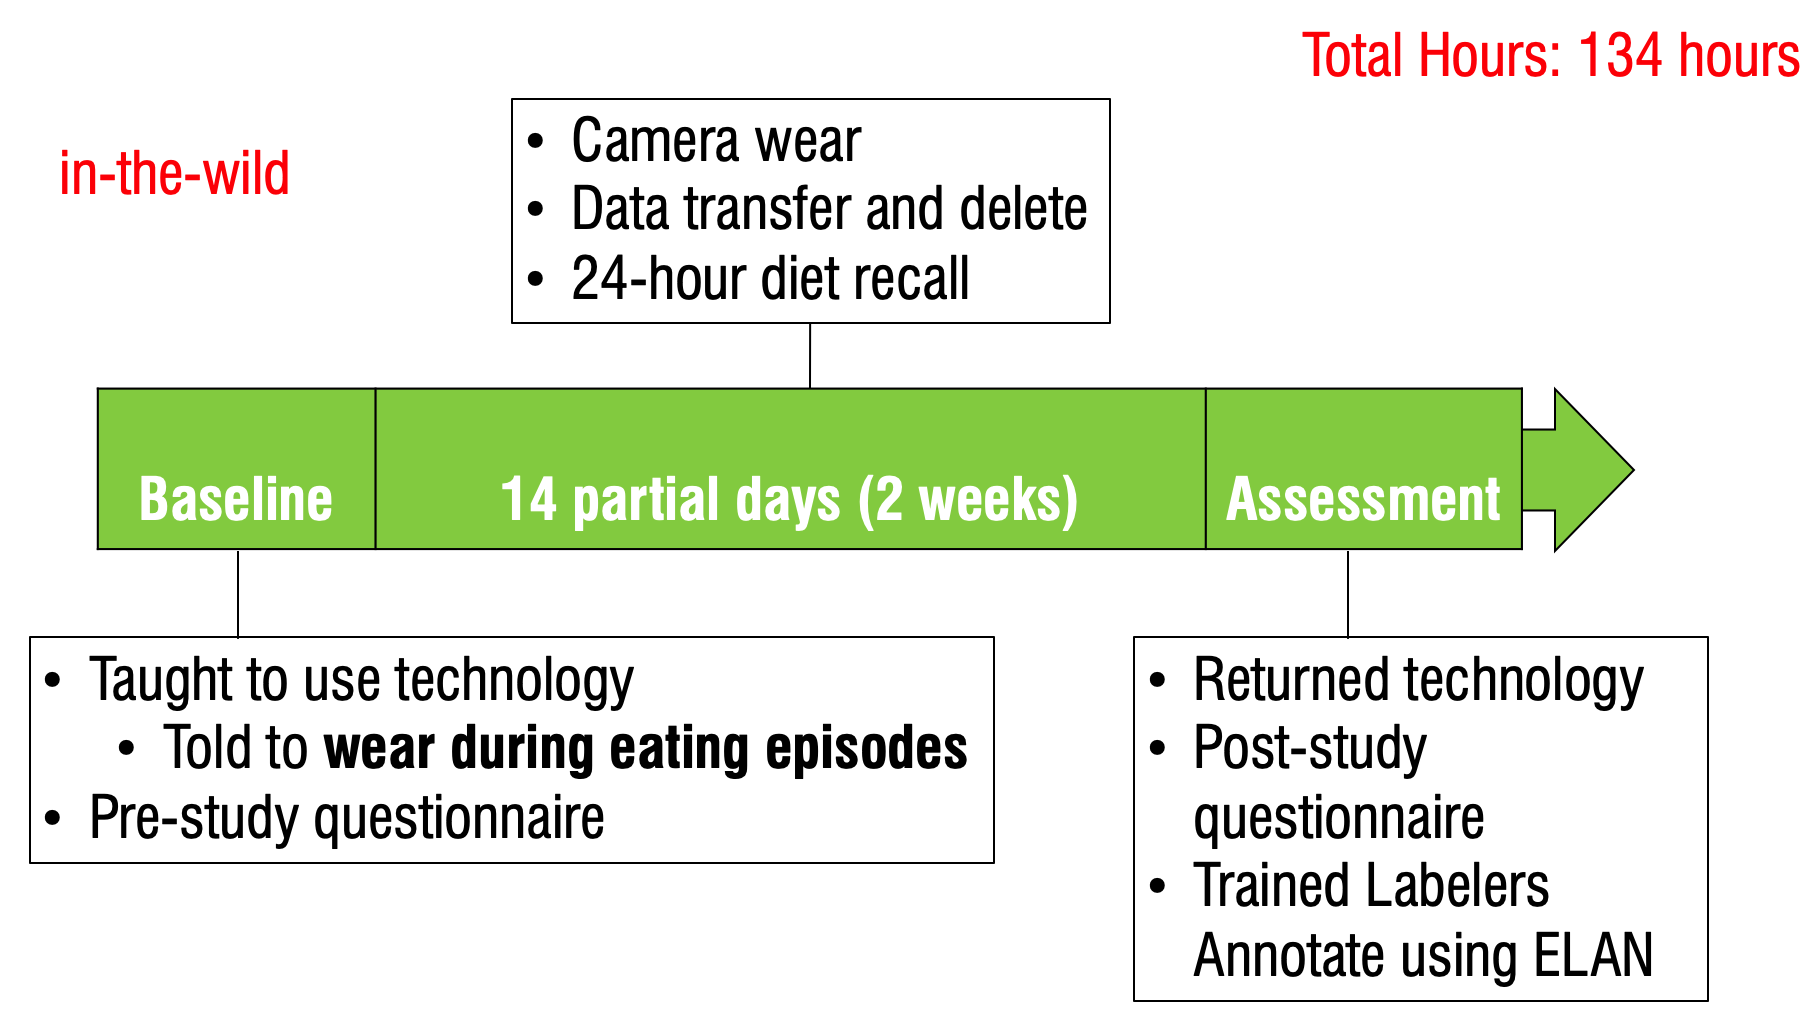 Total Hours: 134 hours
in-the-wild
• Camera wear
• Data transfer and delete
• 24-hour diet recall
Baseline
14 partial days (2 weeks)
Assessment
• Taught to use technology
• Told to wear during eating episodes
• Pre-study questionnaire
• Returned technology
• Post-study
questionnaire
• Trained Labelers
Annotate using ELAN